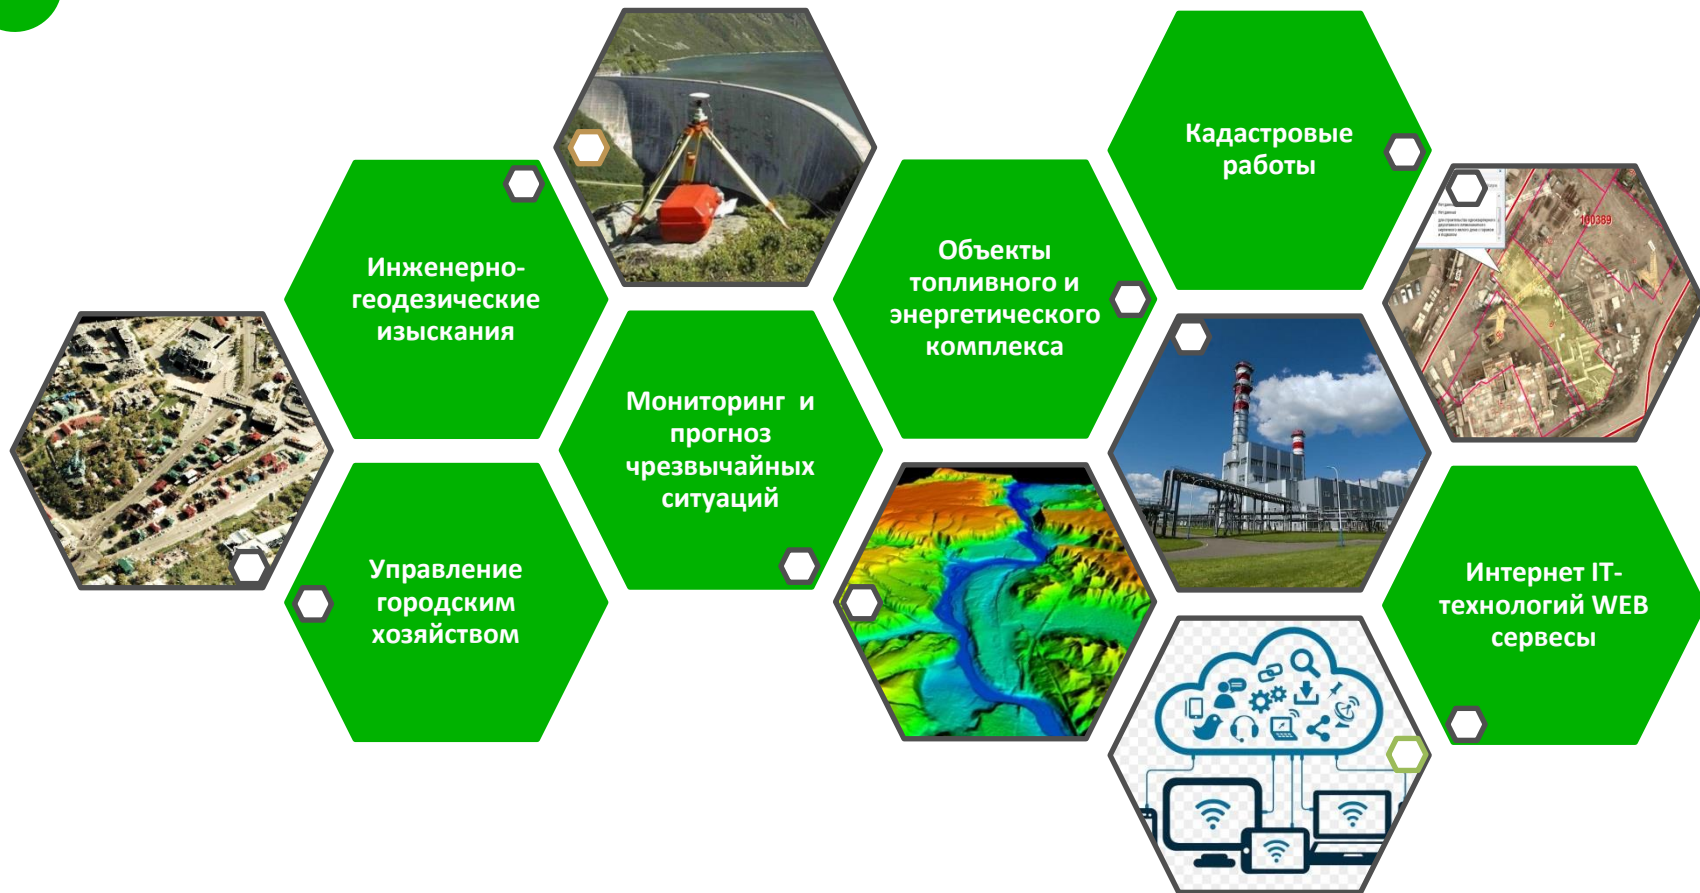 Кадастровые
работы
100389
Инженерно-
геодезические
изыскания
Объекты
топливного и
энергетического
комплекса
Мониторинг и
прогноз
чрезвычайных
ситуаций
Управление
городским
хозяйством
Интернет IT-
технологий WEB
сервесы